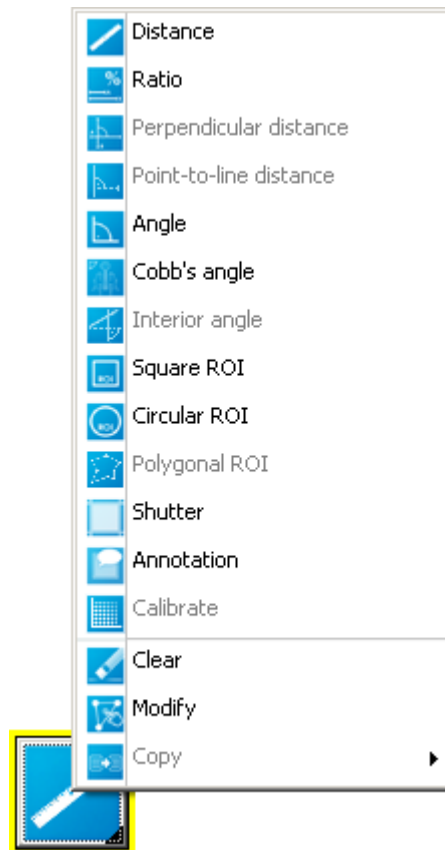 Distance
Ratio
Perpendicular distance
Point-to-line distance
Angle
Cobb's angle
Interior angle
Square ROI
Circular ROI
Polygonal ROI
Shutter
Annotation
Calibrate
Clear
Modify
Copy